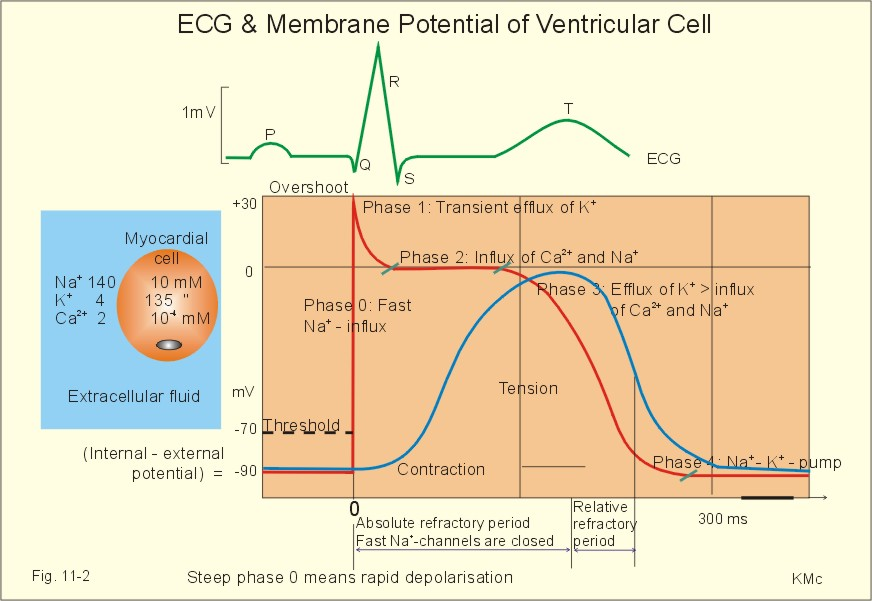 ECG & Membrane Potential of Ventricular Cell
1mV
P
R
Q
S
T
ECG
Overshoot
+30
Phase 1: Transient efflux of K⁺
Phase 2: Influx of Ca²⁺ and Na⁺
0
Phase 3: Efflux of K⁺ > influx
of Ca²⁺ and Na⁺
Phase 0: Fast
Na⁺ - influx
Myocardial
cell
Na⁺ 140 10 mM
K⁺ 4 135 "
Ca²⁺ 2 10⁻⁴ mM
Extracellular fluid
mV
Tension
-70
Threshold
(Internal - external
potential) = -90
Contraction
Phase 4: Na⁺- K⁺ - pump
0
Absolute refractory period
Fast Na⁺-channels are closed
Relative
refractory
period
300 ms
Fig. 11-2
Steep phase 0 means rapid depolarisation
KMc